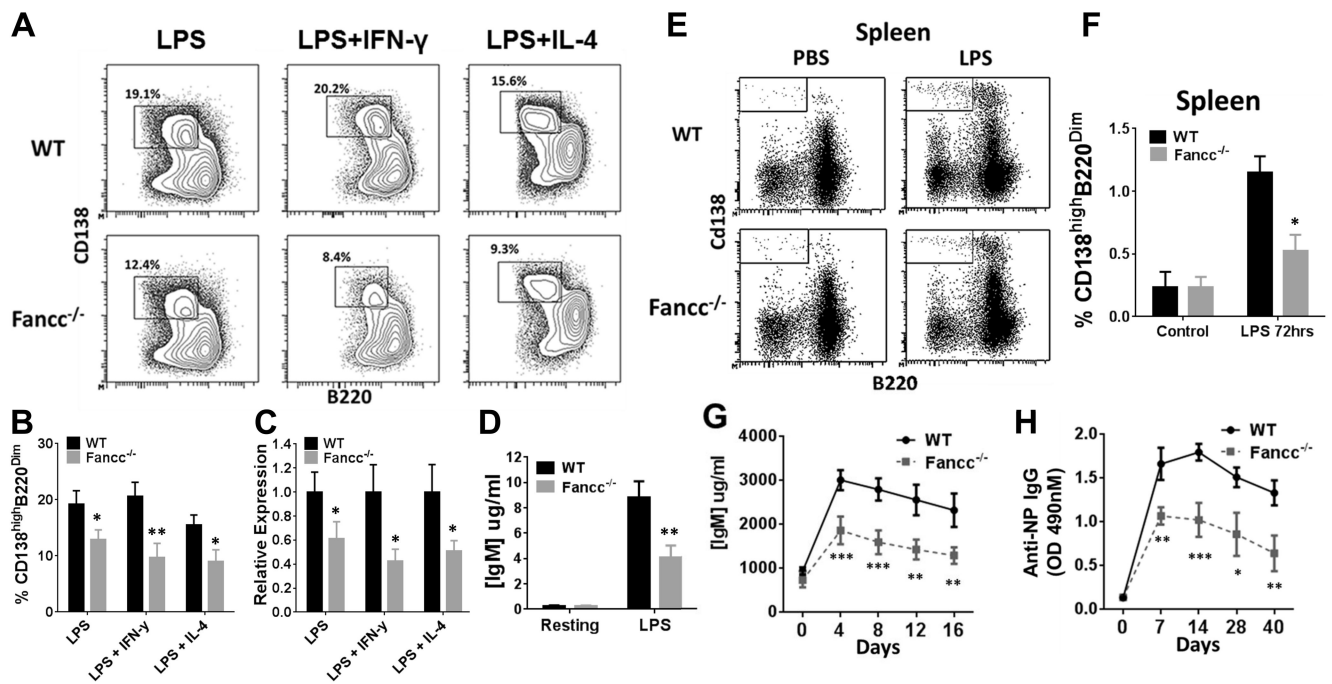 A
LPS
LPS+IFN-γ
LPS+IL-4
19.1%
20.2%
15.6%
WT
12.4%
8.4%
9.3%
Fancc-/-
CD138
B220
B
WT
Fancc-/-
% CD138highB220Dim
30
20
10
0
*
**
*
LPS
LPS + IFN-y
LPS + IL-4
C
WT
Fancc-/-
Relative Expression
1.4
1.2
1.0
0.8
0.6
0.4
0.2
0.0
*
*
*
LPS
LPS + IFN-y
LPS + IL-4
D
WT
Fancc-/-
[IgM] ug/ml
12
10
8
6
4
2
0
**
Resting
LPS
E
Spleen
PBS
LPS
WT
Fancc-/-
Cd138
B220
F
Spleen
WT
Fancc-/-
% CD138highB220Dim
1.5
1.0
0.5
0.0
*
Control
LPS 72hrs
G
WT
Fancc-/-
[IgM] ug/ml
4000
3000
2000
1000
0
***
***
**
**
0 4 8 12 16
Days
H
WT
Fancc-/-
Anti-NP IgG
(OD 490nM)
2.0
1.5
1.0
0.5
0.0
**
***
*
**
0 7 14 28 40
Days